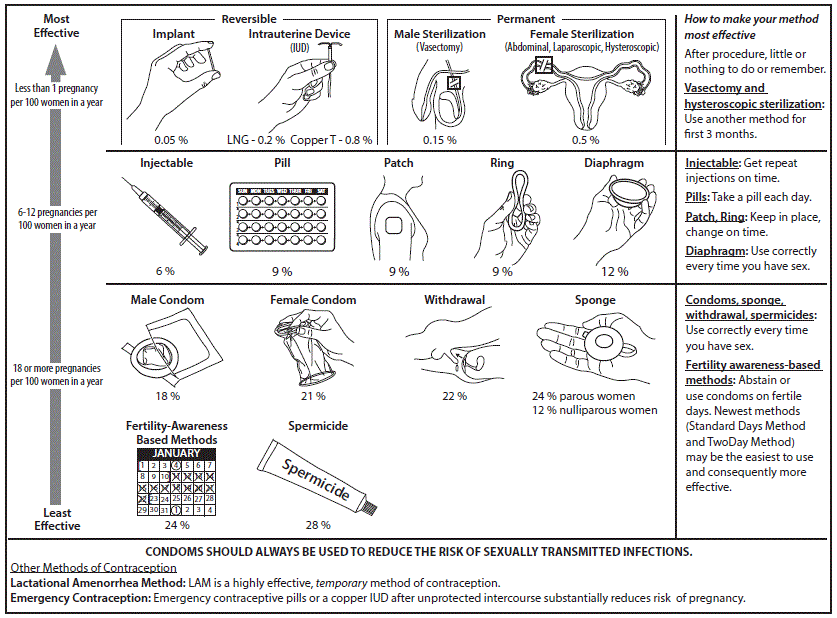 Most
Effective
Less than 1 pregnancy
per 100 women in a year
6-12 pregnancies per
100 women in a year
18 or more pregnancies
per 100 women in a year
Least
Effective
Reversible
Permanent
Implant
Intrauterine Device
(IUD)
Male Sterilization
(Vasectomy)
Female Sterilization
(Abdominal, Laparoscopic, Hysteroscopic)
0.05 %
LNG - 0.2 % Copper T - 0.8 %
0.15 %
0.5 %
How to make your method
most effective
After procedure, little or
nothing to do or remember.
Vasectomy and
hysteroscopic sterilization:
Use another method for
first 3 months.
Injectable
Pill
Patch
Ring
Diaphragm
SUN MON TUES WED THUR FRI SAT
6 %
9 %
9 %
9 %
12 %
Injectable: Get repeat
injections on time.
Pills: Take a pill each day.
Patch, Ring: Keep in place,
change on time.
Diaphragm: Use correctly
every time you have sex.
Male Condom
Female Condom
Withdrawal
Sponge
18 %
21 %
22 %
24 % parous women
12 % nulliparous women
Fertility-Awareness
Based Methods
JANUARY
1 2 3 4 5 6 7
8 9 10
22 23 24 25 26 27 28
29 30 31 1 2 3 4
24 %
Spermicide
Spermicide
28 %
Condoms, sponge,
withdrawal, spermicides:
Use correctly every time
you have sex.
Fertility awareness-based
methods: Abstain or
use condoms on fertile
days. Newest methods
(Standard Days Method
and TwoDay Method)
may be the easiest to use
and consequently more
effective.
CONDOMS SHOULD ALWAYS BE USED TO REDUCE THE RISK OF SEXUALLY TRANSMITTED INFECTIONS.
Other Methods of Contraception
Lactational Amenorrhea Method: LAM is a highly effective, temporary method of contraception.
Emergency Contraception: Emergency contraceptive pills or a copper IUD after unprotected intercourse substantially reduces risk of pregnancy.